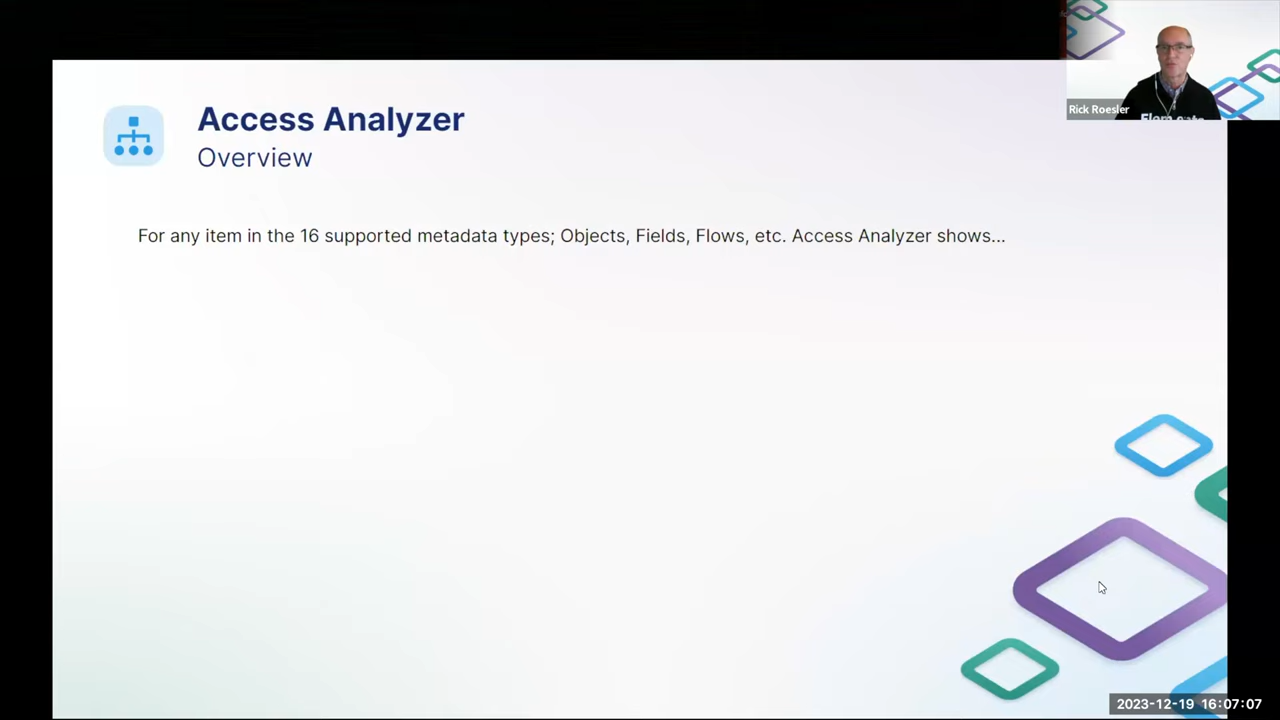 Access Analyzer
Overview
Rick Roesler
For any item in the 16 supported metadata types; Objects, Fields, Flows, etc. Access Analyzer shows...
2023-12-19 16:07:07